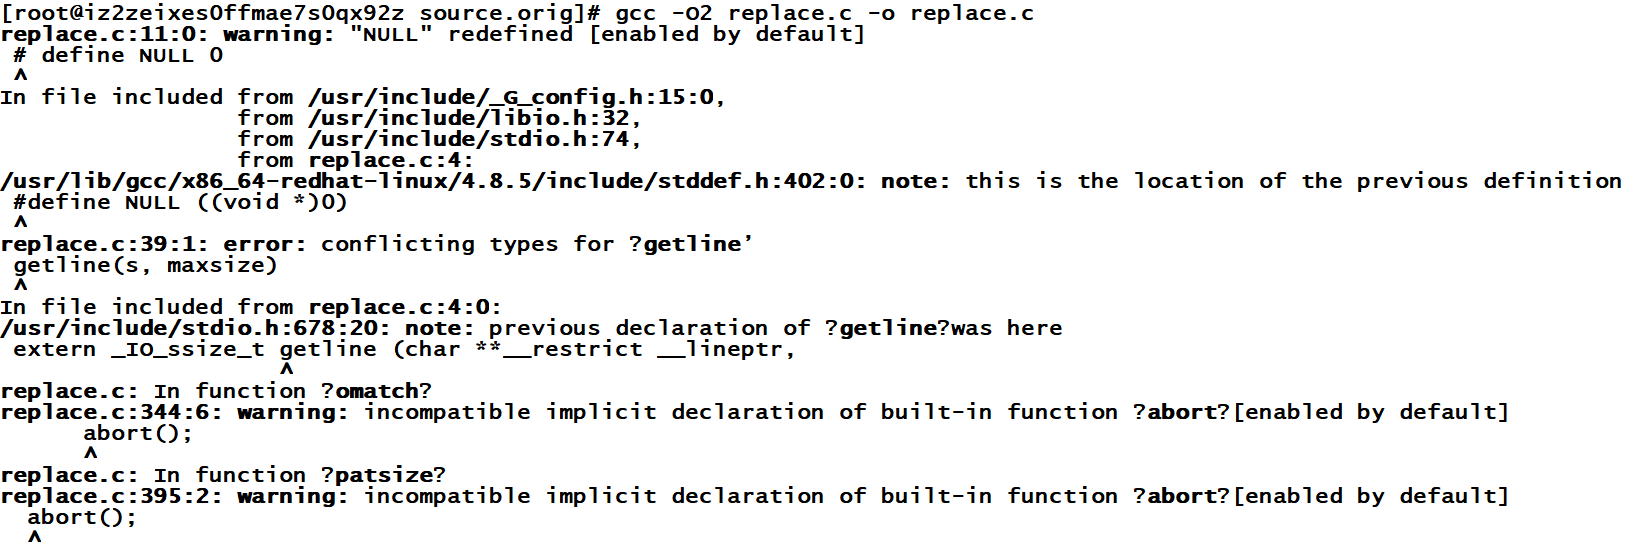 [root@iz2zeixes0ffmae7s0qx92z source.orig]# gcc -O2 replace.c -o replace.c
replace.c:11:0: warning: "NULL" redefined [enabled by default]
 # define NULL 0
 ^
In file included from /usr/include/_G_config.h:15:0,
                 from /usr/include/libio.h:32,
                 from /usr/include/stdio.h:74,
                 from replace.c:4:
/usr/lib/gcc/x86_64-redhat-linux/4.8.5/include/stddef.h:402:0: note: this is the location of the previous definition
 #define NULL ((void *)0)
 ^
replace.c:39:1: error: conflicting types for ?getline’
 getline(s, maxsize)
 ^
In file included from replace.c:4:0:
/usr/include/stdio.h:678:20: note: previous declaration of ?getline?was here
 extern _IO_ssize_t getline (char **__restrict __lineptr,
                    ^
replace.c: In function ?omatch?
replace.c:344:6: warning: incompatible implicit declaration of built-in function ?abort?[enabled by default]
      abort();
      ^
replace.c: In function ?patsize?
replace.c:395:2: warning: incompatible implicit declaration of built-in function ?abort?[enabled by default]
  abort();
  ^